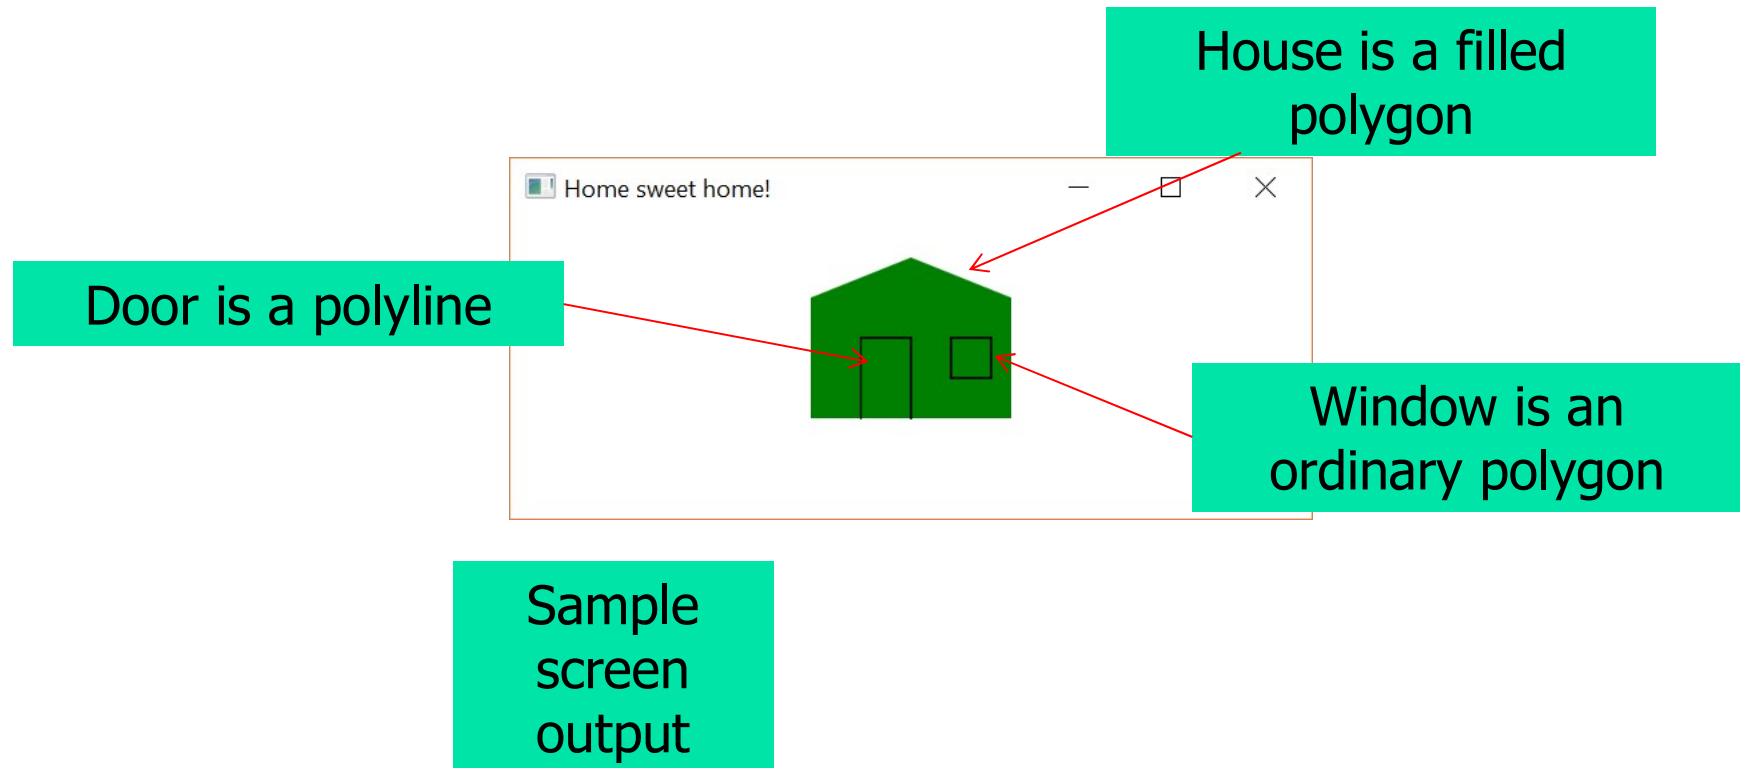 House is a filled
polygon
Home sweet home!
Door is a polyline
Window is an
ordinary polygon
Sample
screen
output